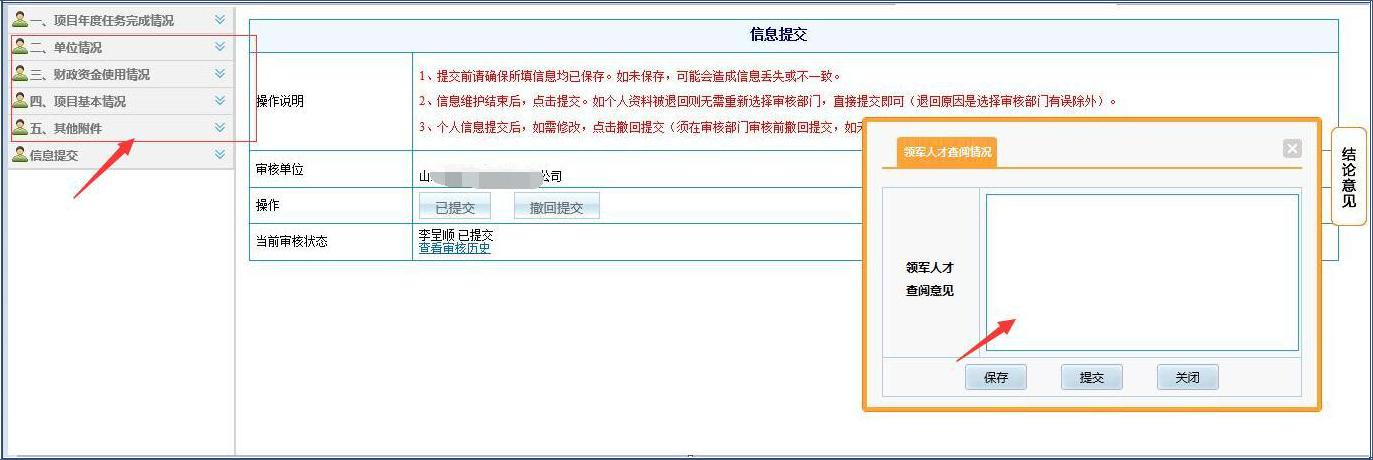 一、项目年度任务完成情况
二、单位情况
三、财政资金使用情况
四、项目基本情况
五、其他附件
信息提交
信息提交
操作说明
1、提交前请确保所填信息均已保存。如未保存，可能会造成信息丢失或不一致。
2、信息维护结束后，点击提交。如个人资料被退回则无需重新选择审核部门，直接提交即可（退回原因是选择审核部门有误除外）。
3、个人信息提交后，如需修改，点击撤回提交（须在审核部门审核前撤回提交，如
审核单位
山 公司
操作
已提交 撤回提交
当前审核状态
李呈顺 已提交
查看审核历史
领军人才查阅情况
领军人才
查阅意见
保存 提交 关闭
结论意见